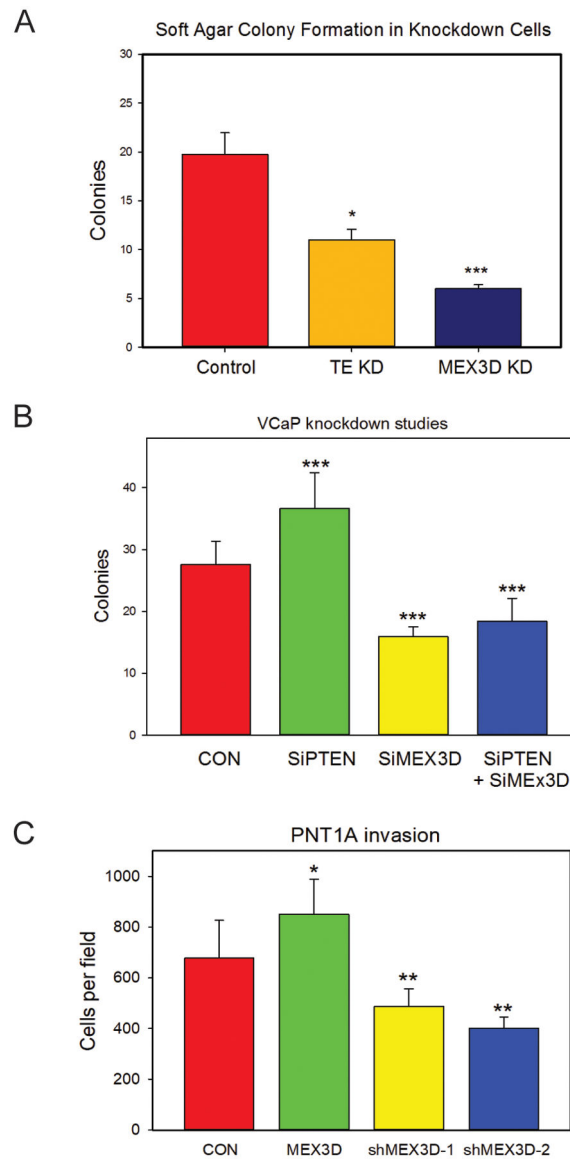 A
Soft Agar Colony Formation in Knockdown Cells
30
25
20
15
10
5
0
Colonies
*
***
Control TE KD MEX3D KD
B
VCaP knockdown studies
40
30
20
10
0
Colonies
***
***
***
CON SiPTEN SiMEX3D SiPTEN
+ SiMEx3D
C
PNT1A invasion
1000
800
600
400
200
0
Cells per field
*
**
**
CON MEX3D shMEX3D-1 shMEX3D-2